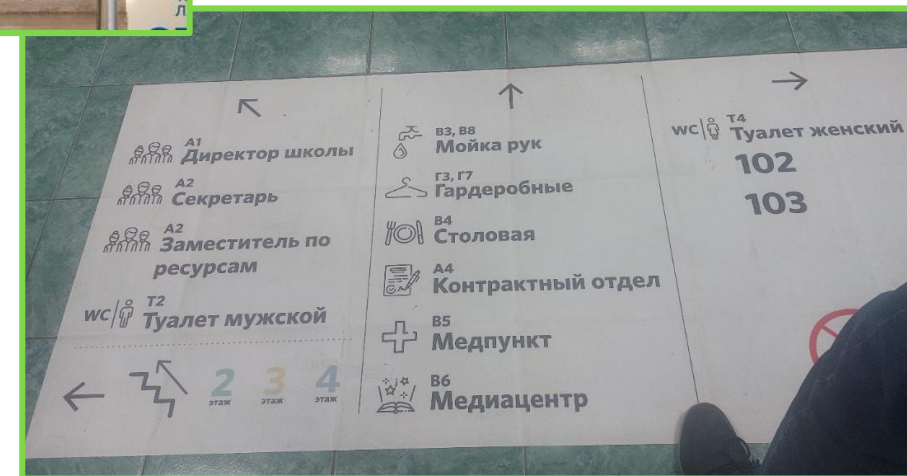 А1
Директор школы
А2
Секретарь
А2
Заместитель по
ресурсам
WC
Т2
Туалет мужской
2 3 4
этаж этаж этаж
В3, В8
Мойка рук
Г3, Г7
Гардеробные
В4
Столовая
А4
Контрактный отдел
В5
Медпункт
В6
Медиацентр
WC
Т4
Туалет женский
102
103